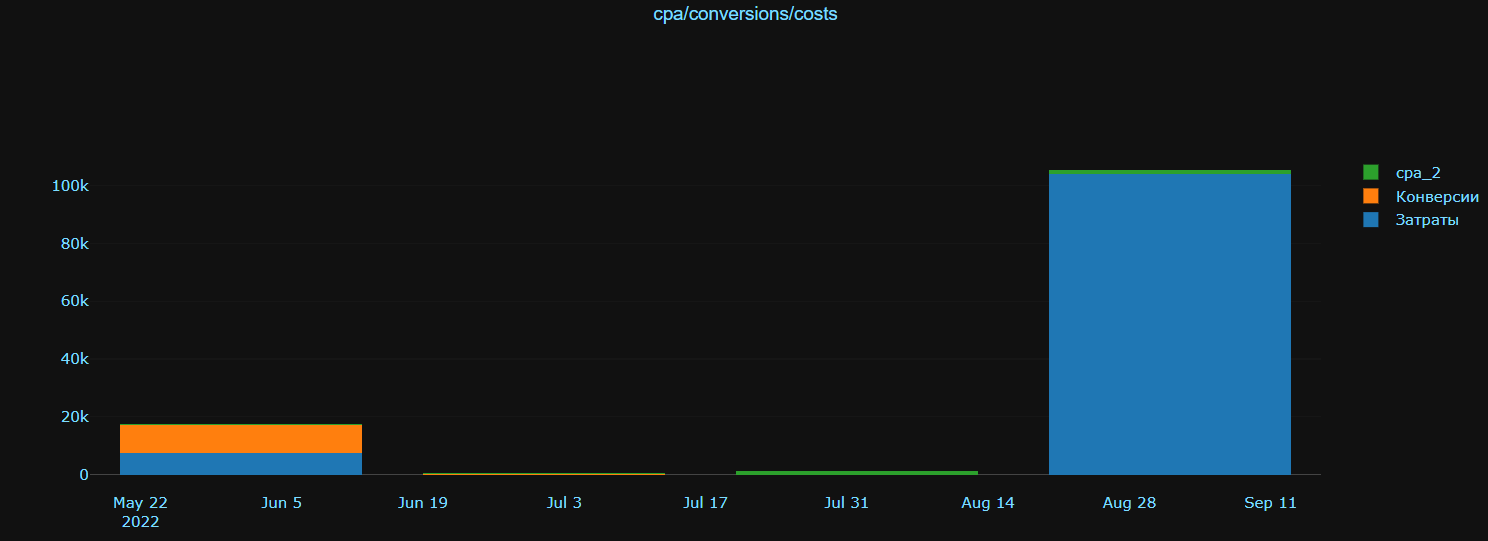 cpa/conversions/costs
100k
80k
60k
40k
20k
0
May 22
2022
Jun 5
Jun 19
Jul 3
Jul 17
Jul 31
Aug 14
Aug 28
Sep 11
cpa_2
Конверсии
Затраты